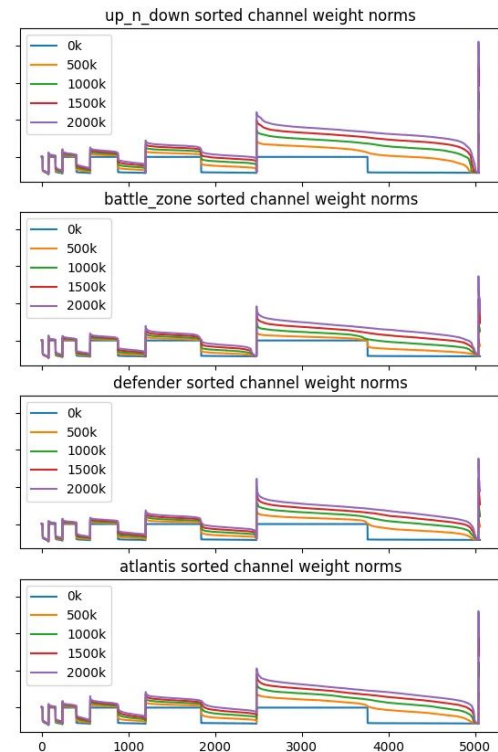 up_n_down sorted channel weight norms
0k
500k
1000k
1500k
2000k
battle_zone sorted channel weight norms
0k
500k
1000k
1500k
2000k
defender sorted channel weight norms
0k
500k
1000k
1500k
2000k
atlantis sorted channel weight norms
0k
500k
1000k
1500k
2000k
0 1000 2000 3000 4000 5000